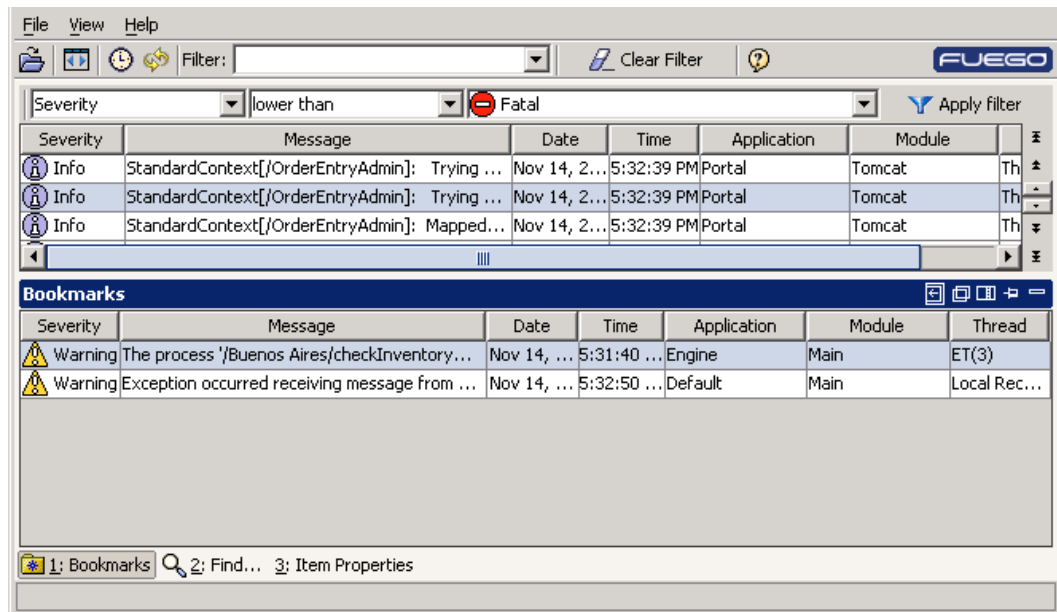 File View Help
Filter: Clear Filter FUEGO
Severity lower than Fatal Apply filter
Severity Message Date Time Application Module
Info StandardContext[/OrderEntryAdmin]: Trying ... Nov 14, 2... 5:32:39 PM Portal Tomcat Th
Info StandardContext[/OrderEntryAdmin]: Trying ... Nov 14, 2... 5:32:39 PM Portal Tomcat Th
Info StandardContext[/OrderEntryAdmin]: Mapped... Nov 14, 2... 5:32:39 PM Portal Tomcat Th
Bookmarks
Severity Message Date Time Application Module Thread
Warning The process '/Buenos Aires/checkInventory... Nov 14, ... 5:31:40 ... Engine Main ET(3)
Warning Exception occurred receiving message from ... Nov 14, ... 5:32:50 ... Default Main Local Rec...
1: Bookmarks 2: Find... 3: Item Properties